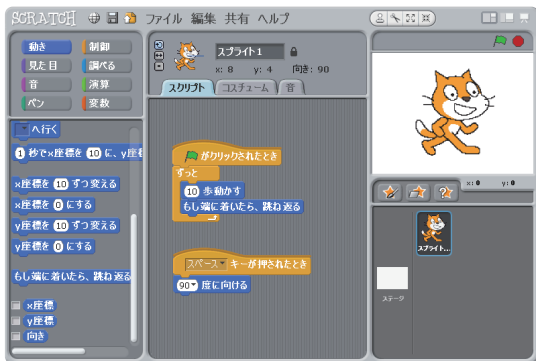 SCRATCH ファイル 編集 共有 ヘルプ
動き 制御
見た目 調べる
音 演算
ペン 変数
へ行く
1 秒でx座標を 10 に、y座標
x座標を 10 ずつ変える
x座標を 0 にする
y座標を 10 ずつ変える
y座標を 0 にする
もし端に着いたら、跳ね返る
x座標
y座標
向き
スプライト1
x: 8 y: 4 向き: 90
スクリプト コスチューム 音
がクリックされたとき
ずっと
10 歩動かす
もし端に着いたら、跳ね返る
スペース キーが押されたとき
90 度に向ける
x: 0 y: 0
スプライト...
ステージ